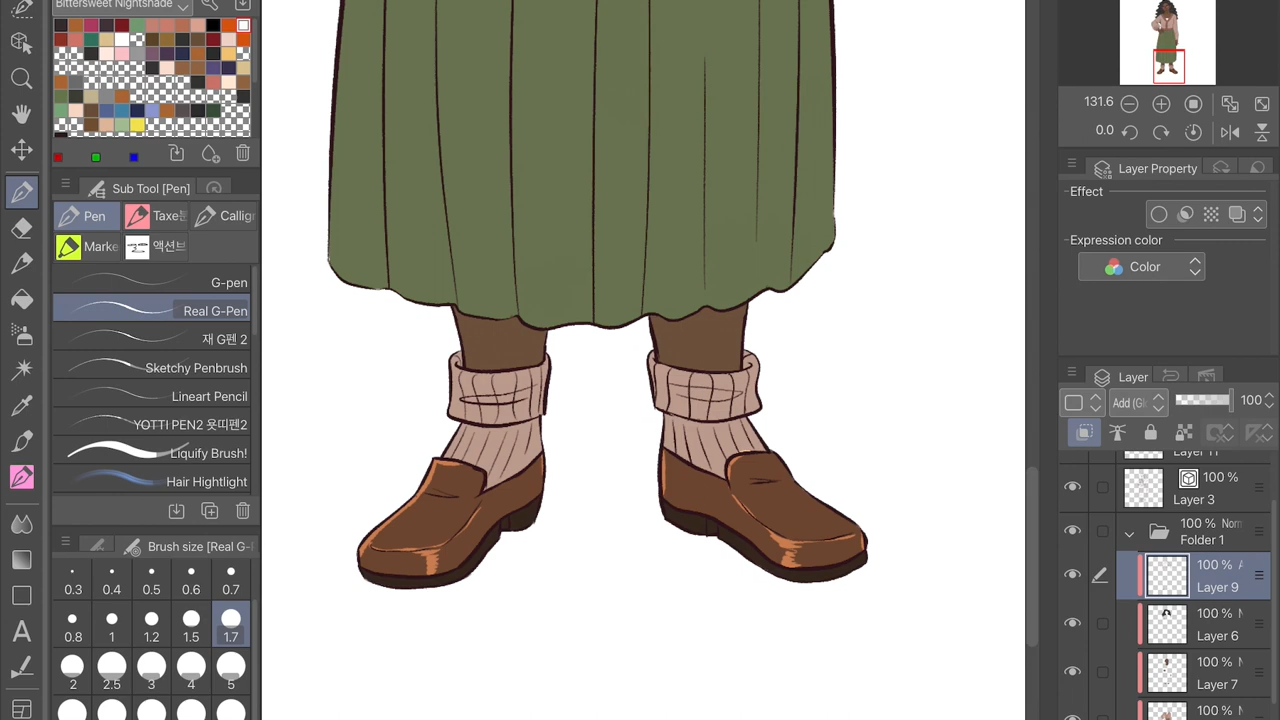 Bittersweet Nightshade
131.6
0.0
Layer Property
Effect
Expression color
Color
Sub Tool [Pen]
Pen
Marke
액션브
G-pen
Real G-Pen
재 G펜 2
Sketchy Penbrush
Lineart Pencil
YOTTI PEN2 욧띠펜2
Liquify Brush!
Hair Hightlight
Brush size [Real G-
0.3 0.4 0.5 0.6 0.7
0.8 1 1.2 1.5 1.7
2 2.5 3 4 5
Layer
Add (Gl
100
100 %
Layer 3
100 % Norm
Folder 1
100 %
Layer 9
100 %
Layer 6
100 %
Layer 7
100 %
A